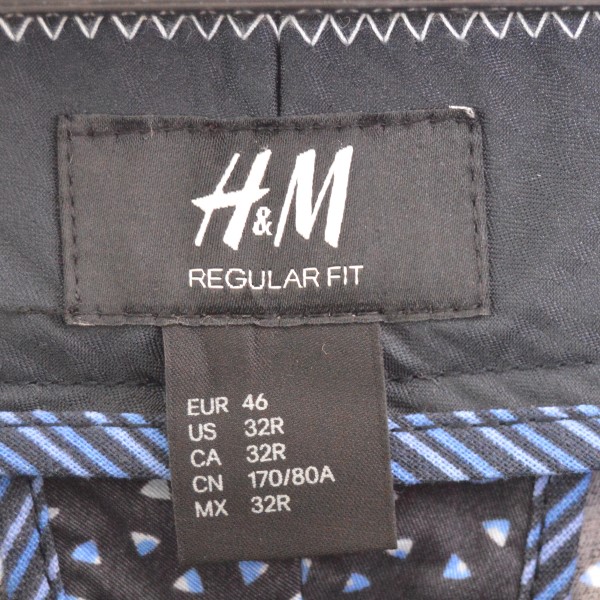 H&M
REGULAR FIT
EUR 46
US 32R
CA 32R
CN 170/80A
MX 32R